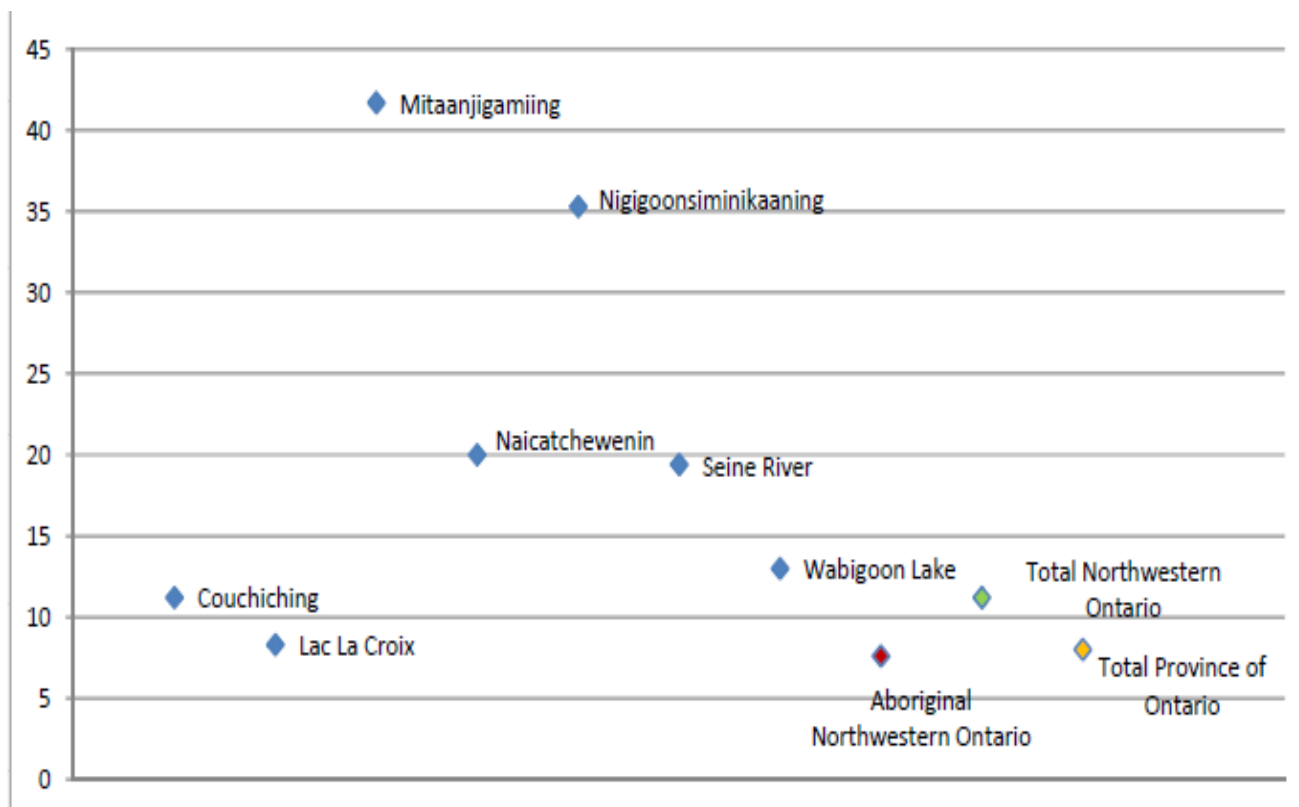 45
Mitaanjigamiing
40
Nigigoonsiminikaaning
35
30
25
Naicatchewenin
20
Seine River
15
Wabigoon Lake
Total Northwestern
Ontario
Couchiching
10
Lac La Croix
Total Province of
Ontario
5
Aboriginal
Northwestern Ontario
0